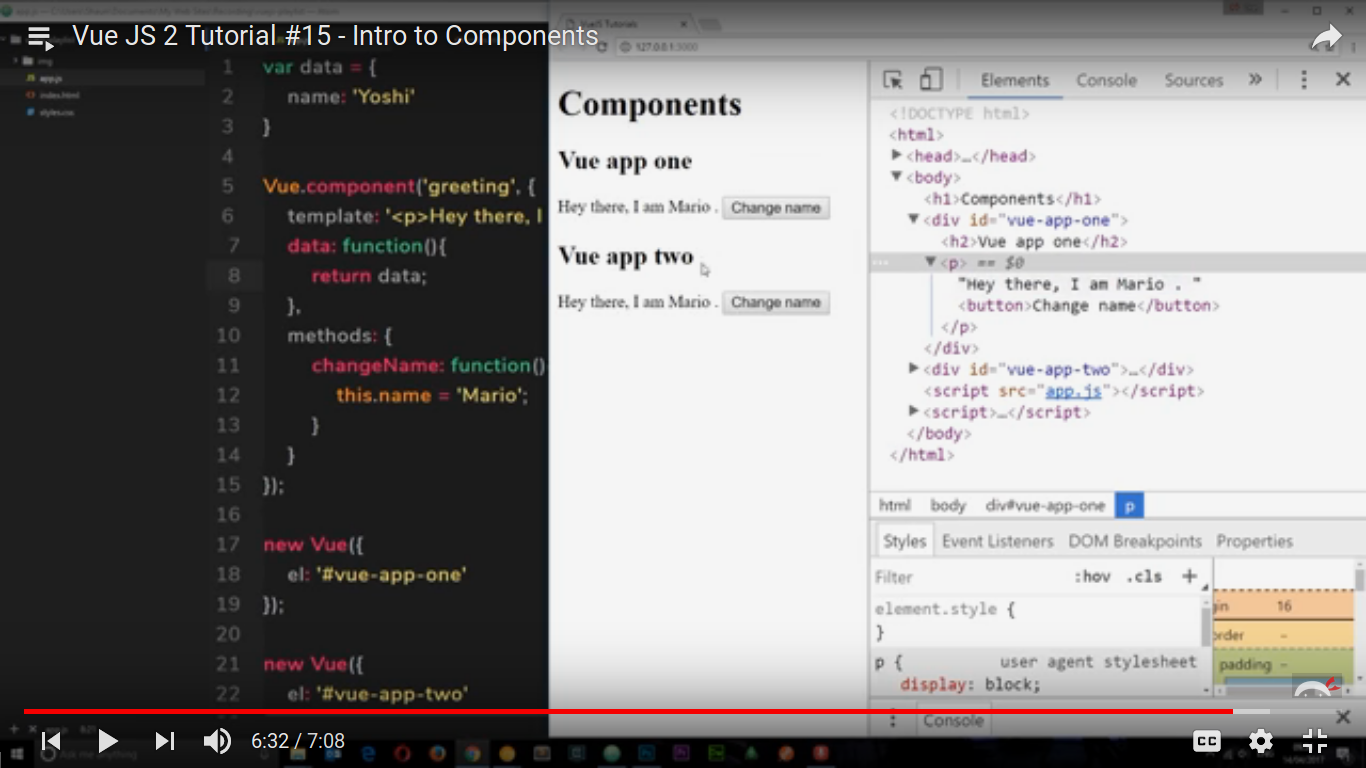 Vue JS 2 Tutorial #15 - Intro to Components
app.js
index.html
styles.css
1 var data = {
2 name: 'Yoshi'
3 }
4
5 Vue.component('greeting', {
6 template: '<p>Hey there, I
7 data: function(){
8 return data;
9 },
10 methods: {
11 changeName: function()
12 this.name = 'Mario';
13 }
14 }
15 });
16
17 new Vue({
18 el: '#vue-app-one'
19 });
20
21 new Vue({
22 el: '#vue-app-two'
VueJS Tutorials
127.0.0.1:3000
Components
Vue app one
Hey there, I am Mario . Change name
Vue app two
Hey there, I am Mario . Change name
Elements Console Sources »
<!DOCTYPE html>
<html>
<head>…</head>
<body>
<h1>Components</h1>
<div id="vue-app-one">
<h2>Vue app one</h2>
… <p> == $0
"Hey there, I am Mario . "
<button>Change name</button>
</p>
</div>
<div id="vue-app-two">…</div>
<script src="app.js"></script>
<script>…</script>
</body>
</html>
html body div#vue-app-one p
Styles Event Listeners DOM Breakpoints Properties
Filter :hov .cls +
element.style {
}
p { user agent stylesheet
display: block;
gin 16
order –
padding –
Console
6:32 / 7:08
CC